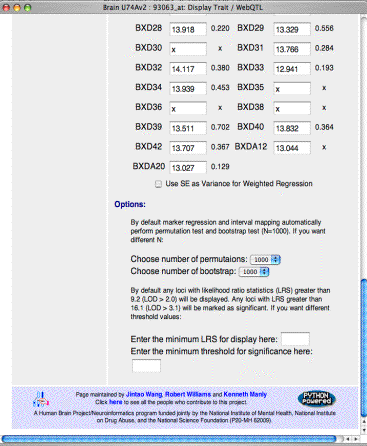 Brain U74Av2 : 93063_at: Display Trait / WebQTL
BXD28 13.918 0.220 BXD29 13.329 0.556
BXD30 x x BXD31 13.766 0.284
BXD32 14.117 0.380 BXD33 12.941 0.193
BXD34 13.939 0.453 BXD35 x x
BXD36 x x BXD38 x x
BXD39 13.511 0.702 BXD40 13.832 0.364
BXD42 13.707 0.367 BXDA12 13.044 x
BXDA20 13.027 0.129
Use SE as Variance for Weighted Regression
Options:
By default marker regression and interval mapping automatically
perform permutation test and bootstrap test (N=1000). If you want
different N:
Choose number of permutaions: 1000
Choose number of bootstrap: 1000
By default any loci with likelihood ratio statistics (LRS) greater than
9.2 (LOD > 2.0) will be displayed. Any loci with LRS greater than
16.1 (LOD > 3.1) will be marked as significant. If you want different
threshold values:
Enter the minimum LRS for display here:
Enter the minimum threshold for significance here:
Page maintained by Jintao Wang, Robert Williams and Kenneth Manly
Click here to see all the people who contribute to this project.
PYTHON
Powered
A Human Brain Project/Neuroinformatics program funded jointly by the National Institute of Mental Health, National Institute
on Drug Abuse, and the National Science Foundation (P20-MH 62009).